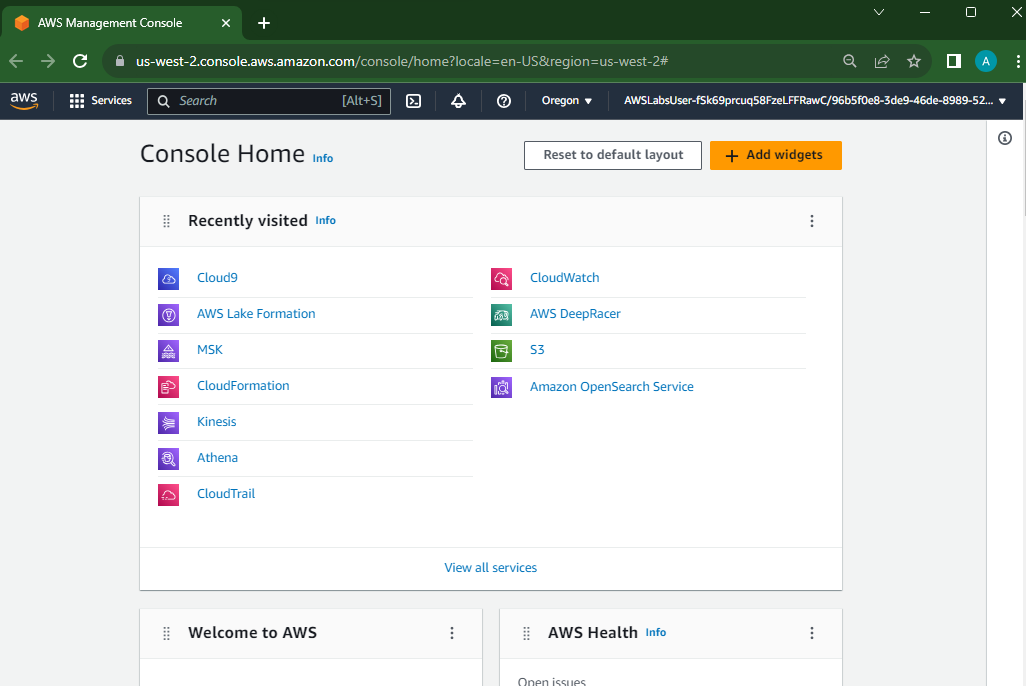 AWS Management Console
us-west-2.console.aws.amazon.com/console/home?locale=en-US&region=us-west-2#
A
aws
Services
Search
[Alt+S]
Oregon
AWSLabsUser-f5k69prcuq58FzeLFFRawC/96b5f0e8-3de9-46de-8989-52...
Console Home Info
Reset to default layout
Add widgets
Recently visited Info
Cloud9
AWS Lake Formation
MSK
CloudFormation
Kinesis
Athena
CloudTrail
CloudWatch
AWS DeepRacer
S3
Amazon OpenSearch Service
View all services
Welcome to AWS
AWS Health Info
Open issues